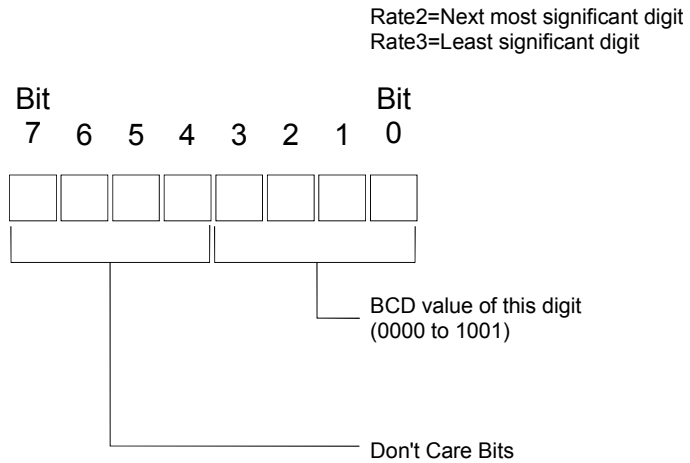 Rate2=Next most significant digit
Rate3=Least significant digit
Bit Bit
7 6 5 4 3 2 1 0
BCD value of this digit
(0000 to 1001)
Don't Care Bits